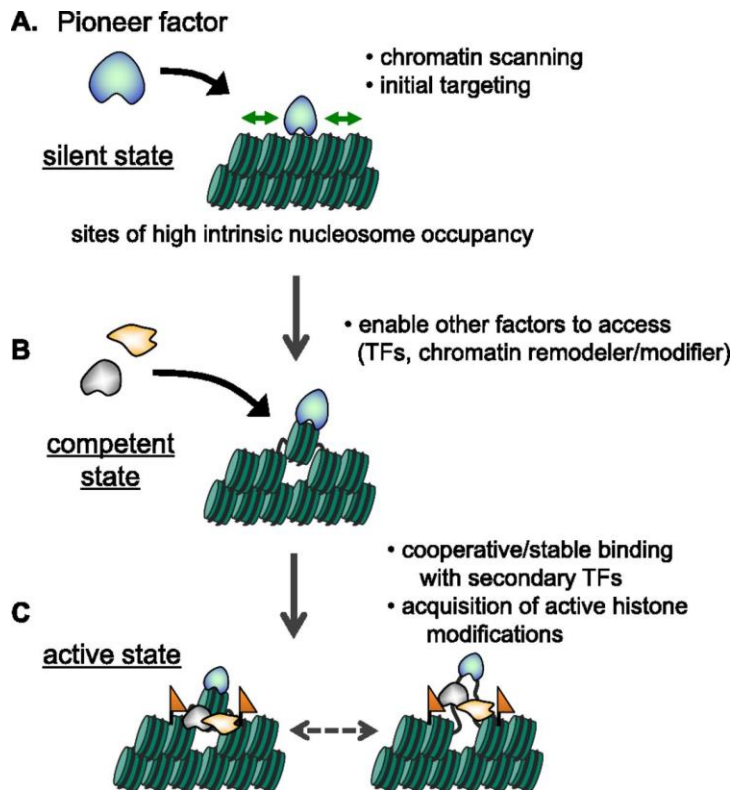 A. Pioneer factor
• chromatin scanning
• initial targeting
silent state
sites of high intrinsic nucleosome occupancy
• enable other factors to access
(TFs, chromatin remodeler/modifier)
B
competent
state
• cooperative/stable binding
with secondary TFs
• acquisition of active histone
modifications
C
active state